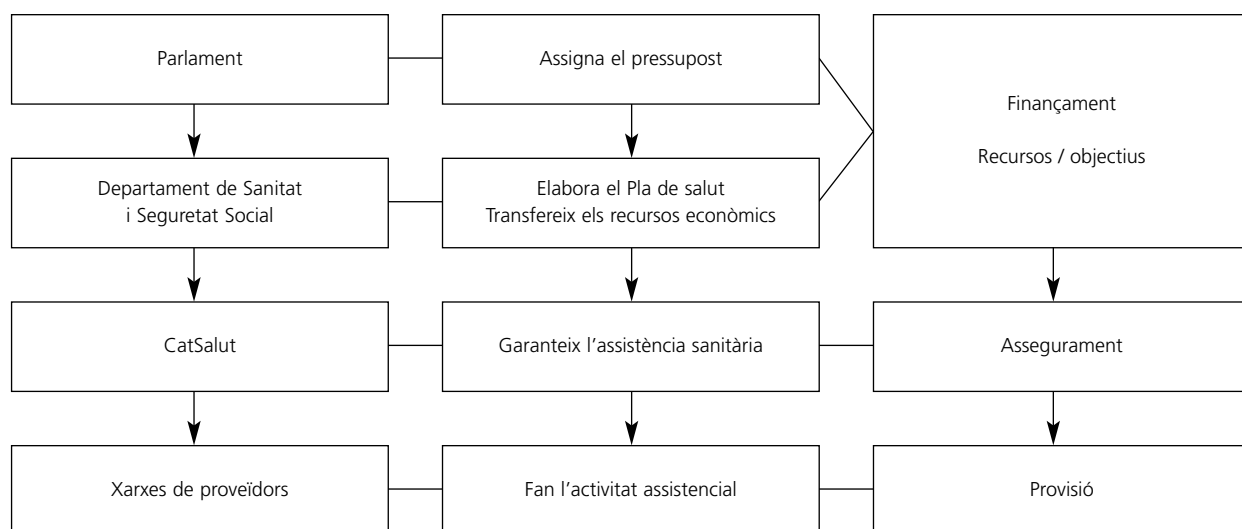 Parlament
Assigna el pressupost
Finançament
Recursos / objectius
Departament de Sanitat
i Seguretat Social
Elabora el Pla de salut
Transfereix els recursos econòmics
CatSalut
Garanteix l’assistència sanitària
Assegurament
Xarxes de proveïdors
Fan l’activitat assistencial
Provisió